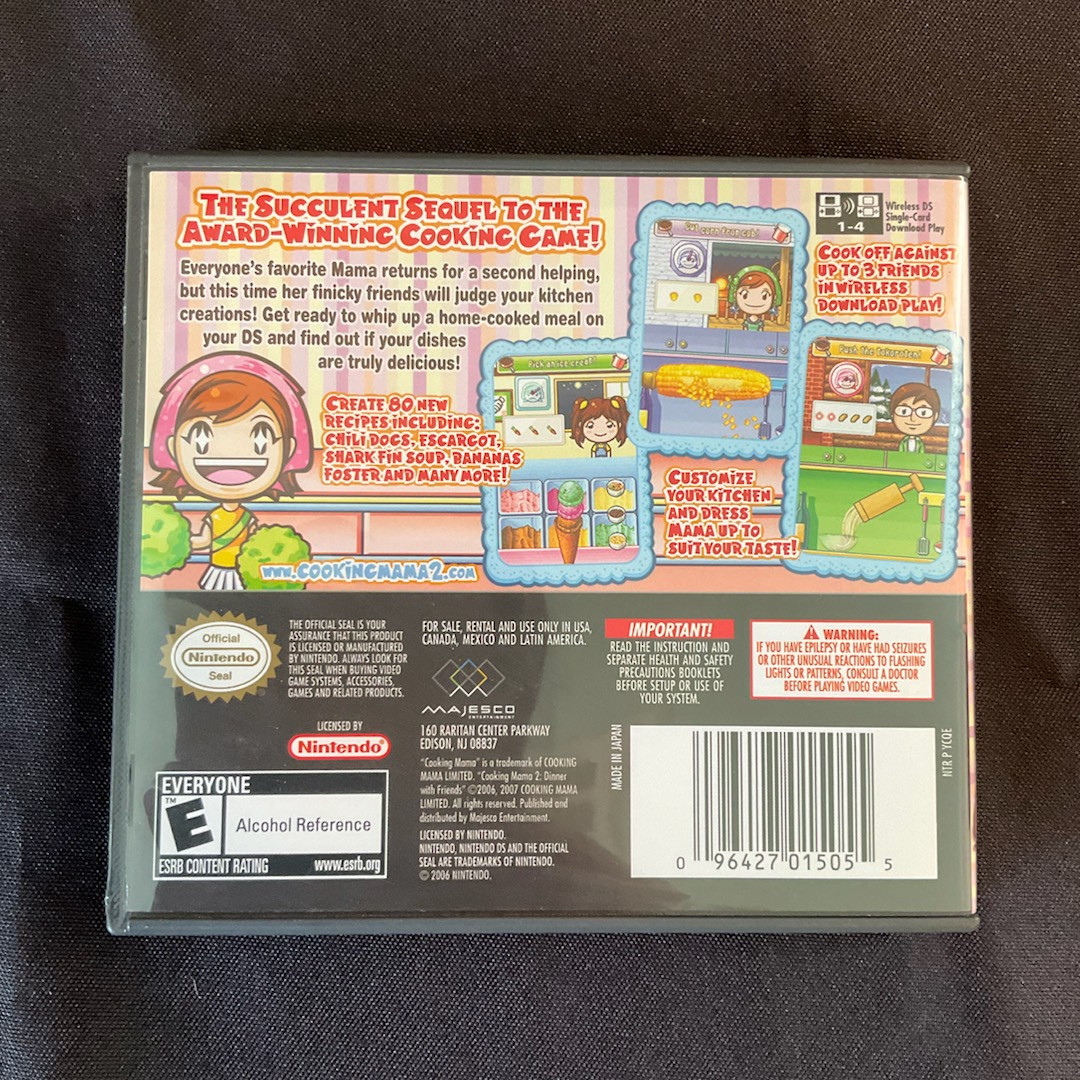 THE SUCCULENT SEQUEL TO THE
AWARD-WINNING COOKING GAME!
Everyone's favorite Mama returns for a second helping,
but this time her finicky friends will judge your kitchen
creations! Get ready to whip up a home-cooked meal on
your DS and find out if your dishes
are truly delicious!
CREATE 80 NEW
RECIPES INCLUDING:
CHILI DOGS, ESCARGOT,
SHARK FIN SOUP, BANANAS
FOSTER AND MANY MORE!
www.COOKINGMAMA2.COM
Pick an ice cream!
Cut corn from cob!
1-4
Wireless DS
Single-Card
Download Play
COOK OFF AGAINST
UP TO 3 FRIENDS
IN WIRELESS
DOWNLOAD PLAY!
Push the tokoroten!
CUSTOMIZE
YOUR KITCHEN
AND DRESS
MAMA UP TO
SUIT YOUR TASTE!
Official
Nintendo
Seal
THE OFFICIAL SEAL IS YOUR
ASSURANCE THAT THIS PRODUCT
IS LICENSED OR MANUFACTURED
BY NINTENDO. ALWAYS LOOK FOR
THIS SEAL WHEN BUYING VIDEO
GAME SYSTEMS, ACCESSORIES,
GAMES AND RELATED PRODUCTS.
LICENSED BY
Nintendo®
EVERYONE
E
TM
Alcohol Reference
ESRB CONTENT RATING
www.esrb.org
FOR SALE, RENTAL AND USE ONLY IN USA,
CANADA, MEXICO AND LATIN AMERICA.
MAJESCO
ENTERTAINMENT
160 RARITAN CENTER PARKWAY
EDISON, NJ 08837
"Cooking Mama" is a trademark of COOKING
MAMA LIMITED. "Cooking Mama 2: Dinner
with Friends" ©2006, 2007 COOKING MAMA
LIMITED. All rights reserved. Published and
distributed by Majesco Entertainment.
LICENSED BY NINTENDO.
NINTENDO, NINTENDO DS AND THE OFFICIAL
SEAL ARE TRADEMARKS OF NINTENDO.
© 2006 NINTENDO.
IMPORTANT!
READ THE INSTRUCTION AND
SEPARATE HEALTH AND SAFETY
PRECAUTIONS BOOKLETS
BEFORE SETUP OR USE OF
YOUR SYSTEM.
WARNING:
IF YOU HAVE EPILEPSY OR HAVE HAD SEIZURES
OR OTHER UNUSUAL REACTIONS TO FLASHING
LIGHTS OR PATTERNS, CONSULT A DOCTOR
BEFORE PLAYING VIDEO GAMES.
MADE IN JAPAN
NTR P YCQE
0 96427 01505 5